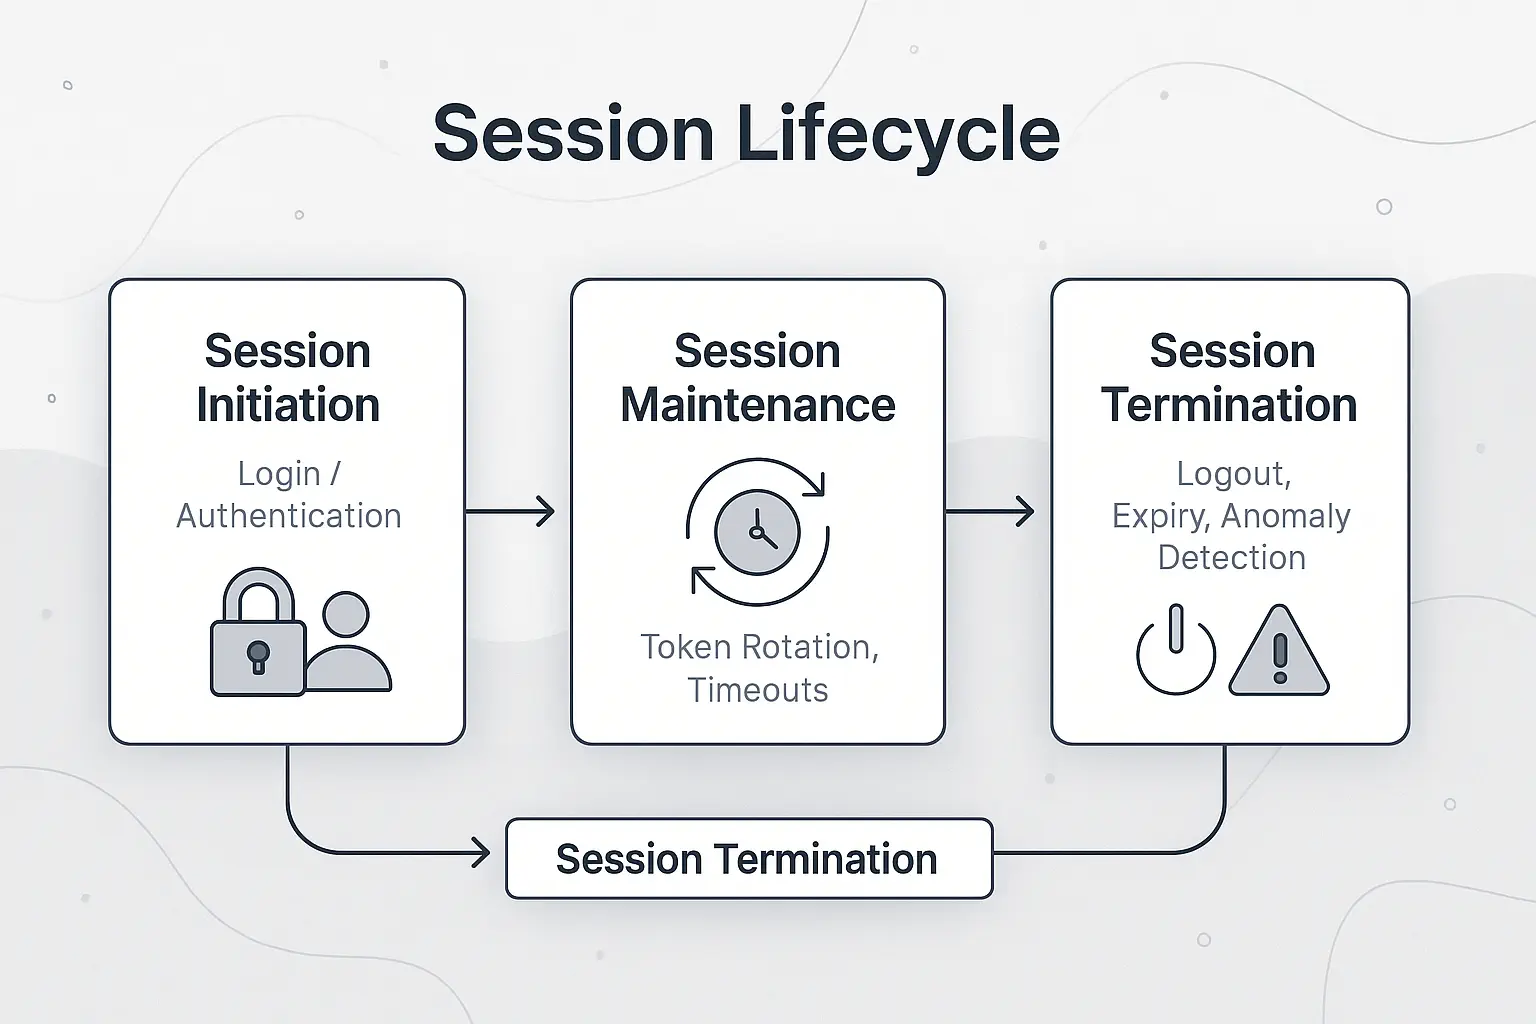 Session Lifecycle
Session
Initiation
Login /
Authentication
Session
Maintenance
Token Rotation,
Timeouts
Session
Termination
Logout,
Expiry, Anomaly
Detection
Session Termination